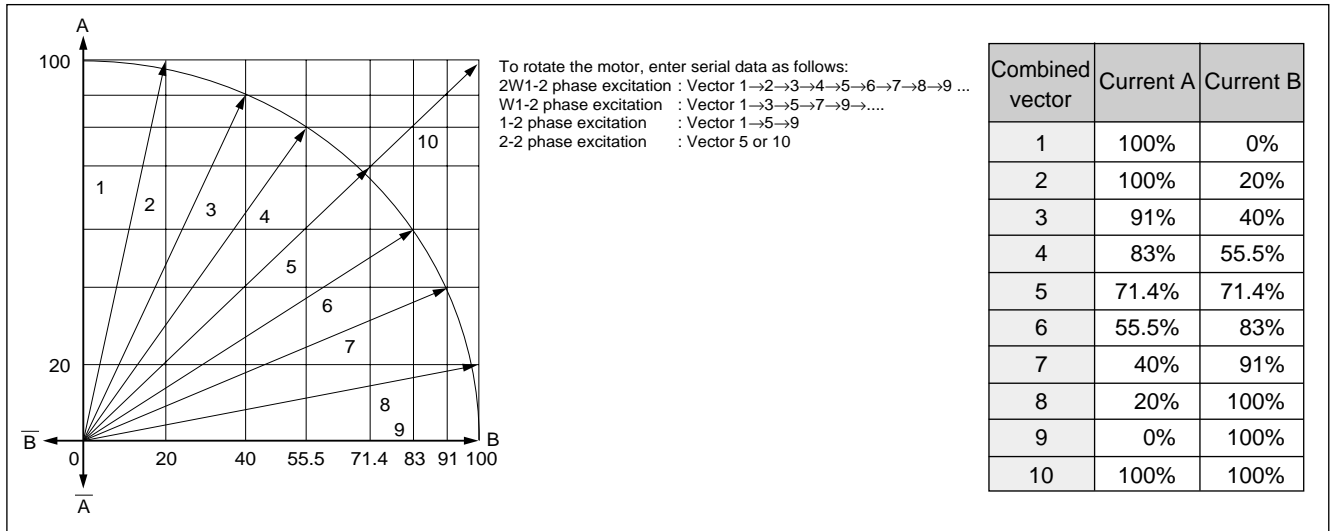 A
100
20
B̅
0
20 40 55.5 71.4 83 91 100
B
A̅
1
2
3
4
5
6
7
8
9
10
To rotate the motor, enter serial data as follows:
2W1-2 phase excitation : Vector 1→2→3→4→5→6→7→8→9 ...
W1-2 phase excitation : Vector 1→3→5→7→9→....
1-2 phase excitation : Vector 1→5→9
2-2 phase excitation : Vector 5 or 10
Combined vector Current A Current B
1 100% 0%
2 100% 20%
3 91% 40%
4 83% 55.5%
5 71.4% 71.4%
6 55.5% 83%
7 40% 91%
8 20% 100%
9 0% 100%
10 100% 100%